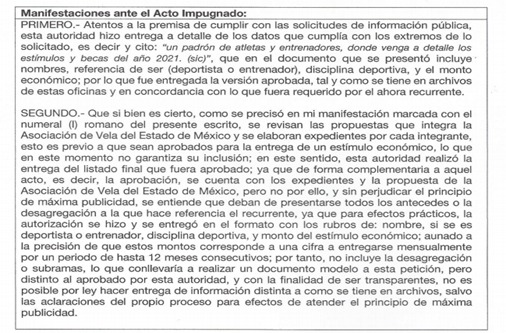 Manifestaciones ante el Acto Impugnado:
PRIMERO.- Atentos a la premisa de cumplir con las solicitudes de información pública,
esta autoridad hizo entrega a detalle de los datos que cumplía con los extremos de lo
solicitado, es decir y cito: "un padrón de atletas y entrenadores, donde venga a detalle los
estímulos y becas del año 2021. (sic)", que en el documento que se presentó incluye
nombres, referencia de ser (deportista o entrenador), disciplina deportiva, y el monto
económico; por lo que fue entregada la versión aprobada, tal y como se tiene en archivos
de estas oficinas y en concordancia con lo que fuera requerido por el ahora recurrente.
SEGUNDO.- Que si bien es cierto, como se precisó en mi manifestación marcada con el
numeral (I) romano del presente escrito, se revisan las propuestas que integra la
Asociación de Vela del Estado de México y se elaboran expedientes por cada integrante,
esto es previo a que sean aprobados para la entrega de un estímulo económico, lo que
en este momento no garantiza su inclusión; en este sentido, esta autoridad realizó la
entrega del listado final que fuera aprobado; ya que de forma complementaria a aquel
acto, es decir, la aprobación, se cuenta con los expedientes y la propuesta de la
Asociación de Vela del Estado de México, pero no por ello, y sin perjudicar el principio
de máxima publicidad, se entiende que deban de presentarse todos los antecedentes o la
desagregación a la que hace referencia el recurrente, ya que para efectos prácticos, la
autorización se hizo y se entregó en el formato con los rubros de: nombre, si se es
deportista o entrenador, disciplina deportiva, y monto del estímulo económico; aunado a
la precisión de que estos montos corresponde a una cifra a entregarse mensualmente
por un periodo de hasta 12 meses consecutivos; por tanto, no incluye la desagregación
o subramas, lo que conllevaría a realizar un documento modelo a esta petición, pero
distinto al aprobado por esta autoridad, y con la finalidad de ser transparentes, no es
posible por ley hacer entrega de información distinta a como se tiene en archivos, salvo
las aclaraciones del propio proceso para efectos de atender el principio de máxima
publicidad.